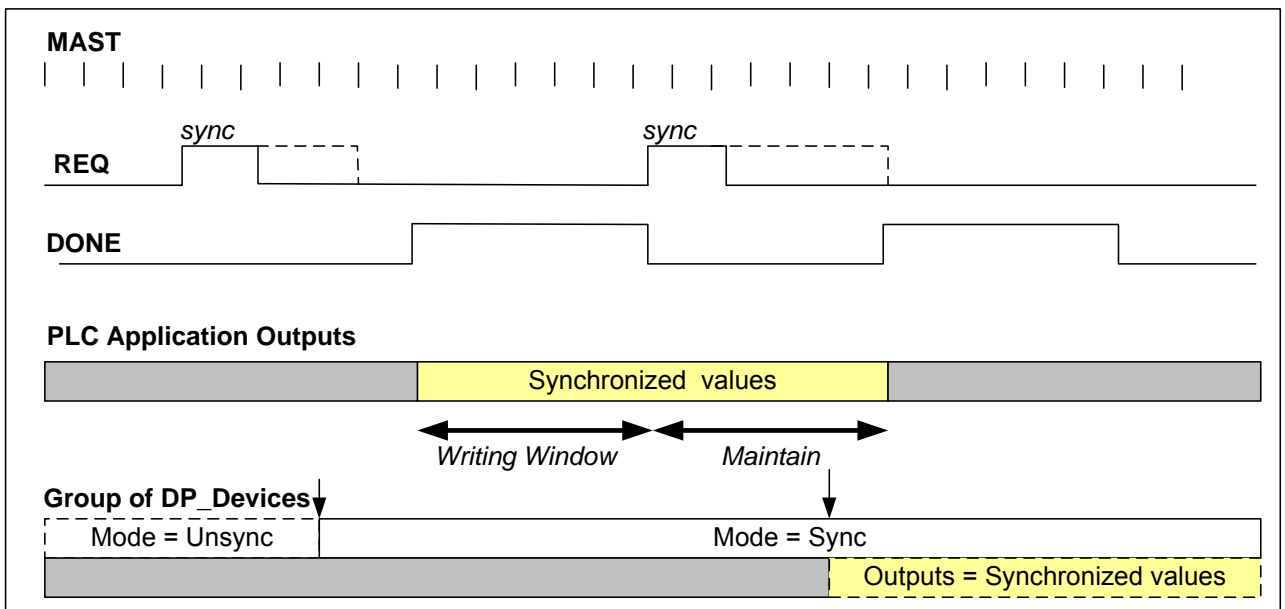 MAST
sync sync
REQ
DONE
PLC Application Outputs
Synchronized values
Writing Window Maintain
Group of DP_Devices
Mode = Unsync Mode = Sync
Outputs = Synchronized values